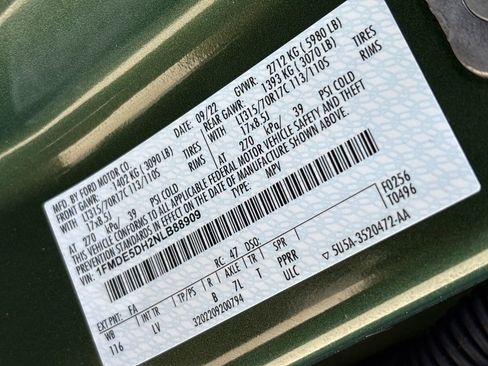 MFD. BY FORD MOTOR CO.
DATE: 09/22 GVWR: 2712 KG (5980 LB)
FRONT GAWR: 1402 KG (3090 LB) REAR GAWR: 1393 KG (3070 LB)
LT315/70R17C 113/110S TIRES LT315/70R17C 113/110S TIRES
17x8.5J RIMS 17x8.5J RIMS
AT 270 kPa/ 39 PSI COLD AT 270 kPa/ 39 PSI COLD
THIS VEHICLE CONFORMS TO ALL APPLICABLE FEDERAL MOTOR VEHICLE SAFETY AND THEFT
PREVENTION STANDARDS IN EFFECT ON THE DATE OF MANUFACTURE SHOWN ABOVE.
VIN: 1FMDE5DH2NLB88909 TYPE: MPV
F0256
T0496
EXT PNT: FA RC: 47 DSO:
WB INT TR TP/PS R AXLE TR SPR
116 LV B 7L T PPRR
3202209200794 ULC ▽5U5A-3520472-AA